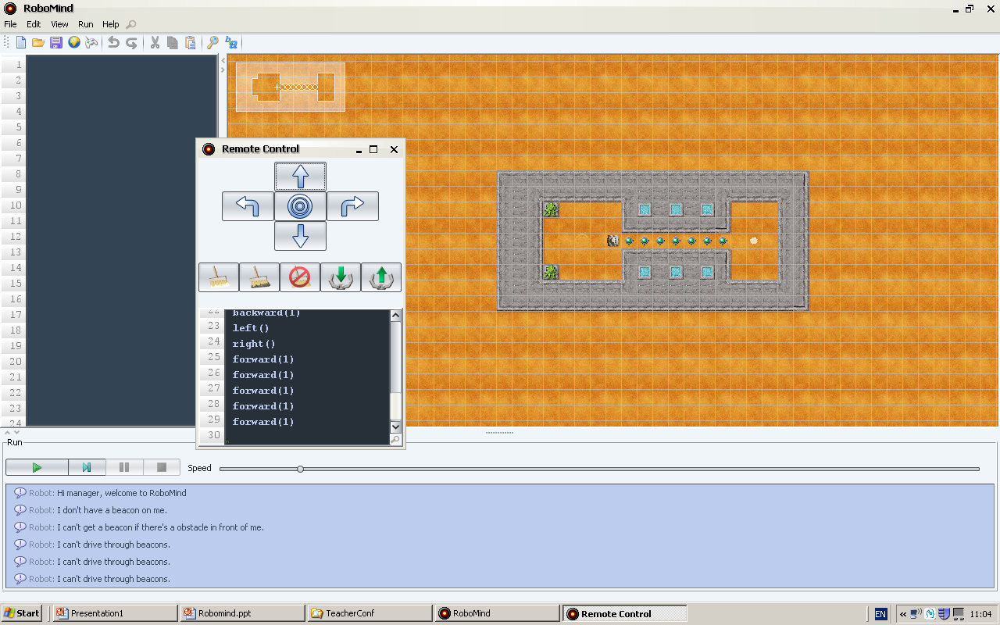 RoboMind
File Edit View Run Help
1
2
3
4
5
6
7
8
9
10
11
12
13
14
15
16
17
18
19
20
21
22
23
24
Remote Control
22 backward(1)
23 left()
24 right()
25 forward(1)
26 forward(1)
27 forward(1)
28 forward(1)
29 forward(1)
30
Run
Speed
Robot: Hi manager, welcome to RoboMind
Robot: I don't have a beacon on me.
Robot: I can't get a beacon if there's a obstacle in front of me.
Robot: I can't drive through beacons.
Robot: I can't drive through beacons.
Robot: I can't drive through beacons.
Start Presentation1 Robomind.ppt TeacherConf RoboMind Remote Control EN « 11:04